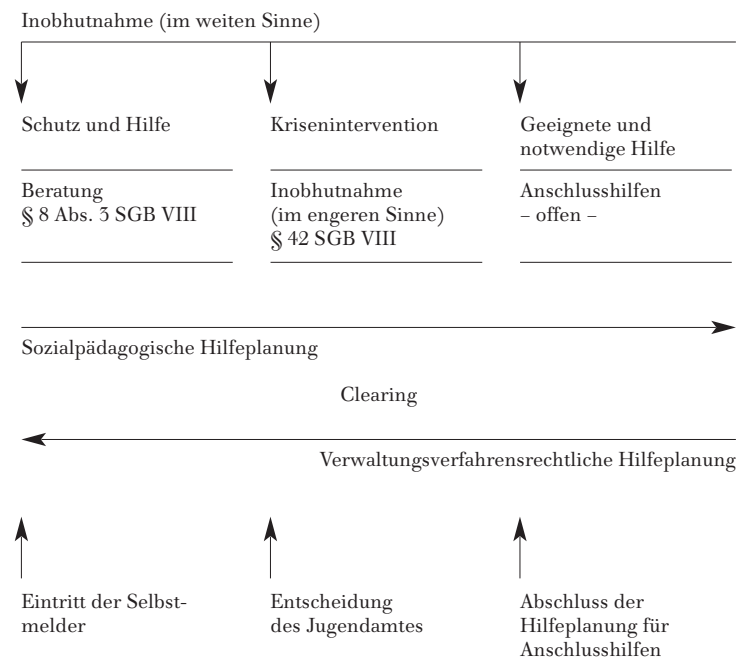 Inobhutnahme (im weiten Sinne)
Schutz und Hilfe
Krisenintervention
Geeignete und
notwendige Hilfe
Beratung
§ 8 Abs. 3 SGB VIII
Inobhutnahme
(im engeren Sinne)
§ 42 SGB VIII
Anschlusshilfen
– offen –
Sozialpädagogische Hilfeplanung
Clearing
Verwaltungsverfahrensrechtliche Hilfeplanung
Eintritt der Selbst-
melder
Entscheidung
des Jugendamtes
Abschluss der
Hilfeplanung für
Anschlusshilfen